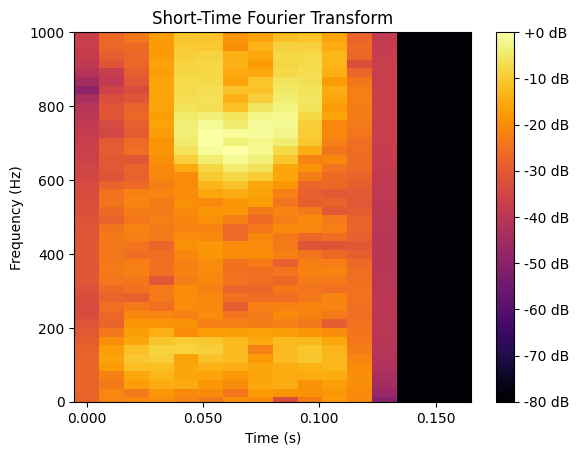 Short-Time Fourier Transform
1000
800
600
400
200
0
Frequency (Hz)
0.000
0.050
0.100
0.150
Time (s)
+0 dB
-10 dB
-20 dB
-30 dB
-40 dB
-50 dB
-60 dB
-70 dB
-80 dB